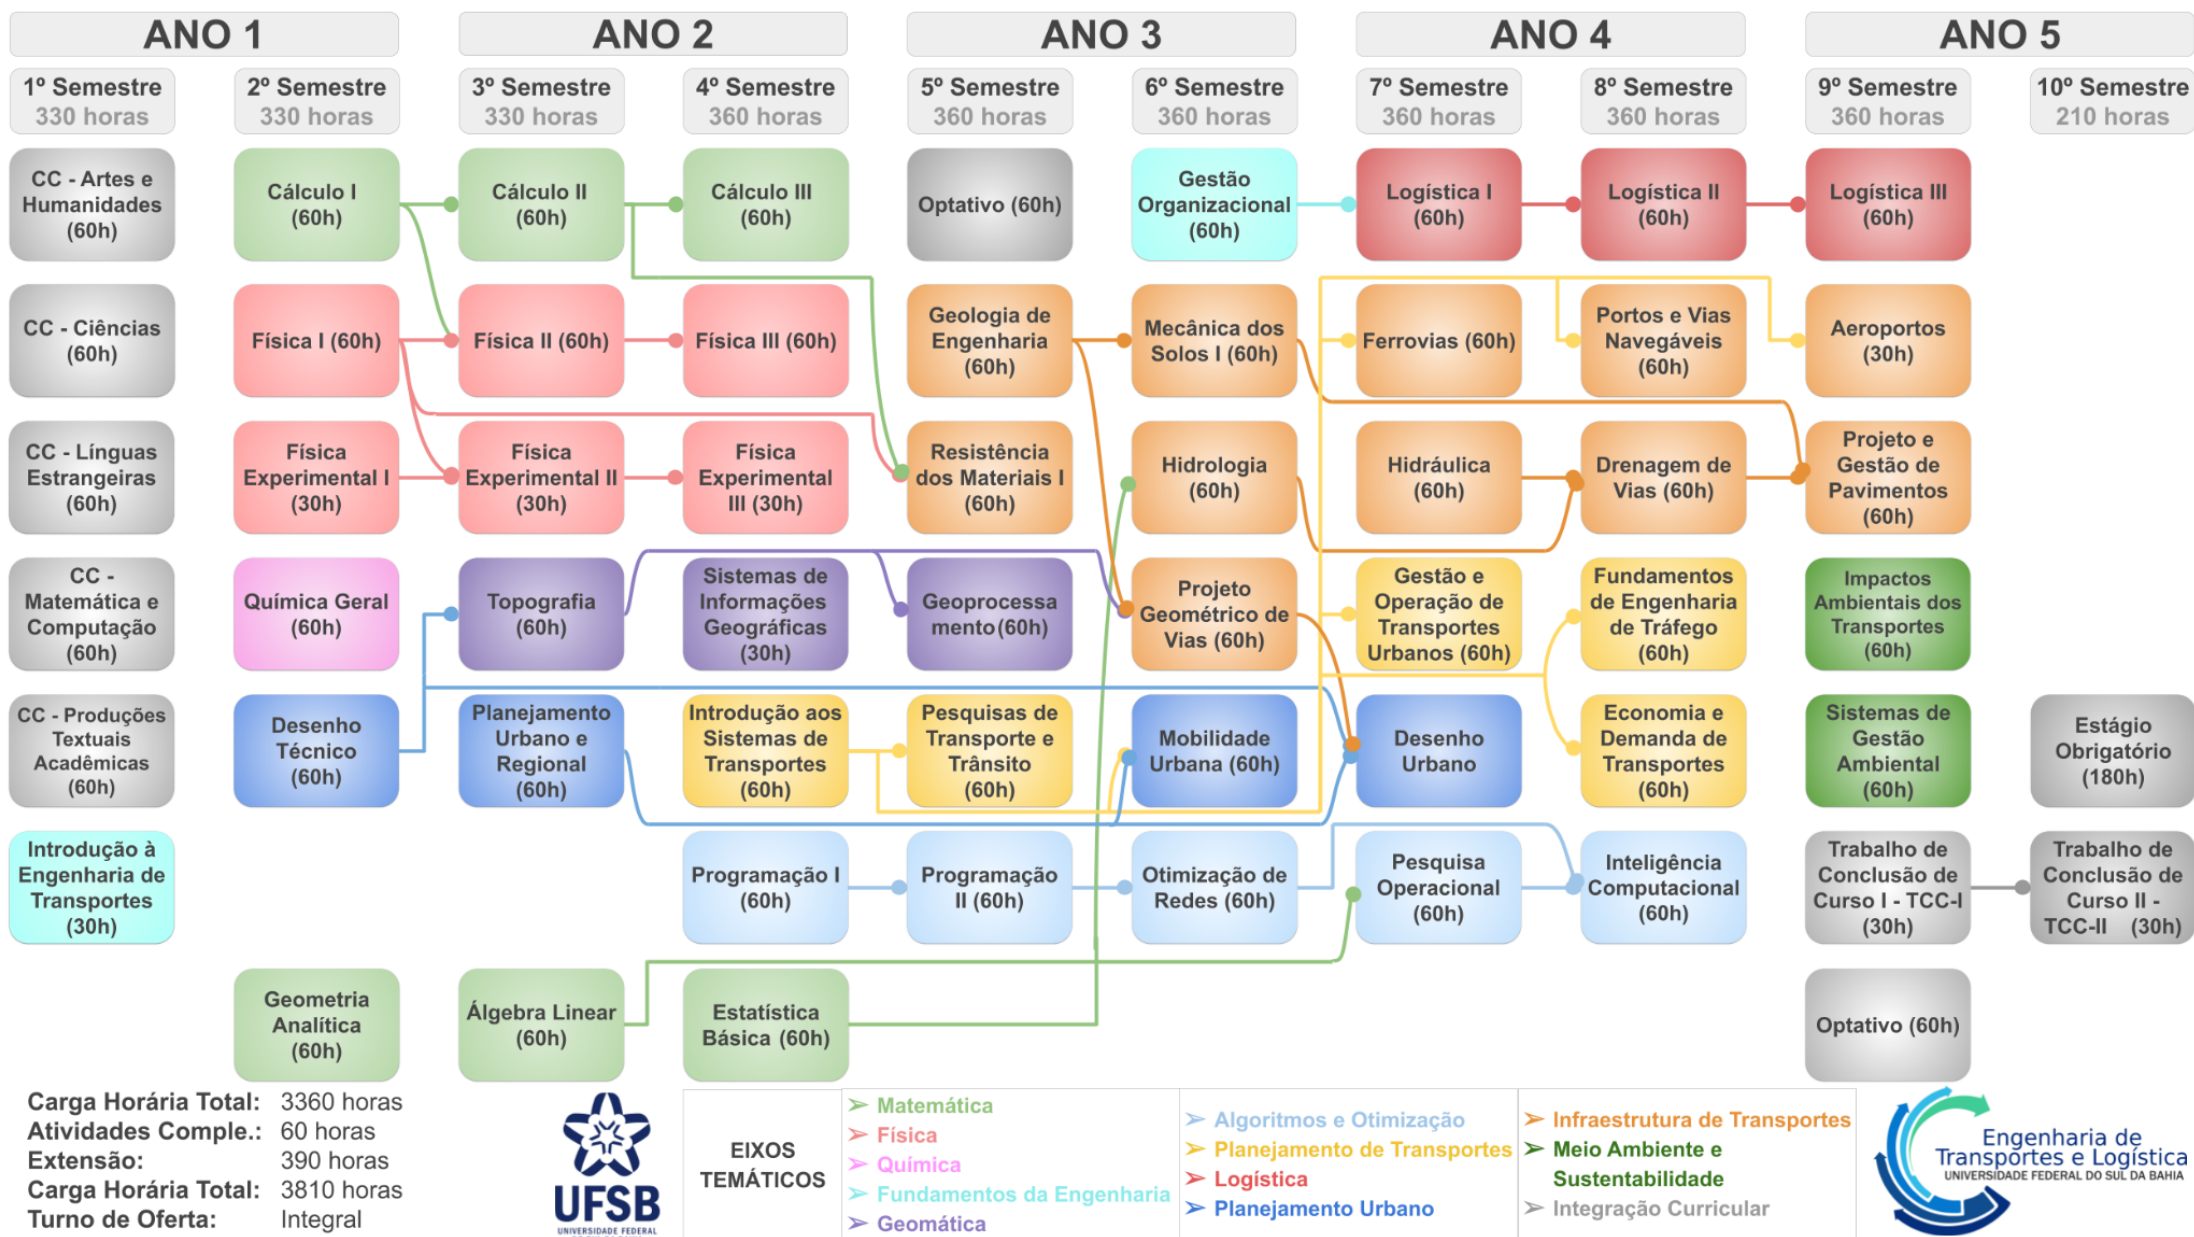 ANO 1
ANO 2
ANO 3
ANO 4
ANO 5
1º Semestre
330 horas
2º Semestre
330 horas
3º Semestre
330 horas
4º Semestre
360 horas
5º Semestre
360 horas
6º Semestre
360 horas
7º Semestre
360 horas
8º Semestre
360 horas
9º Semestre
360 horas
10º Semestre
210 horas
CC - Artes e
Humanidades
(60h)
Cálculo I
(60h)
Cálculo II
(60h)
Cálculo III
(60h)
Optativo (60h)
Gestão
Organizacional
(60h)
Logística I
(60h)
Logística II
(60h)
Logística III
(60h)
CC - Ciências
(60h)
Física I (60h)
Física II (60h)
Física III (60h)
Geologia de
Engenharia
(60h)
Mecânica dos
Solos I (60h)
Ferrovias (60h)
Portos e Vias
Navegáveis
(60h)
Aeroportos
(30h)
CC - Línguas
Estrangeiras
(60h)
Física
Experimental I
(30h)
Física
Experimental II
(30h)
Física
Experimental
III (30h)
Resistência
dos Materiais I
(60h)
Hidrologia
(60h)
Hidráulica
(60h)
Drenagem de
Vias (60h)
Projeto e
Gestão de
Pavimentos
(60h)
CC -
Matemática e
Computação
(60h)
Química Geral
(60h)
Topografia
(60h)
Sistemas de
Informações
Geográficas
(30h)
Geoprocessa
mento(60h)
Projeto
Geométrico de
Vias (60h)
Gestão e
Operação de
Transportes
Urbanos (60h)
Fundamentos
de Engenharia
de Tráfego
(60h)
Impactos
Ambientais dos
Transportes
(60h)
CC - Produções
Textuais
Acadêmicas
(60h)
Desenho
Técnico
(60h)
Planejamento
Urbano e
Regional
(60h)
Introdução aos
Sistemas de
Transportes
(60h)
Pesquisas de
Transporte e
Trânsito
(60h)
Mobilidade
Urbana (60h)
Desenho
Urbano
Economia e
Demanda de
Transportes
(60h)
Sistemas de
Gestão
Ambiental
(60h)
Estágio
Obrigatório
(180h)
Introdução à
Engenharia de
Transportes
(30h)
Programação I
(60h)
Programação
II (60h)
Otimização de
Redes (60h)
Pesquisa
Operacional
(60h)
Inteligência
Computacional
(60h)
Trabalho de
Conclusão de
Curso I - TCC-I
(30h)
Trabalho de
Conclusão de
Curso II -
TCC-II (30h)
Geometria
Analítica
(60h)
Álgebra Linear
(60h)
Estatística
Básica (60h)
Optativo (60h)
Carga Horária Total: 3360 horas
Atividades Comple.: 60 horas
Extensão: 390 horas
Carga Horária Total: 3810 horas
Turno de Oferta: Integral
UFSB
UNIVERSIDADE FEDERAL
EIXOS
TEMÁTICOS
Matemática
Física
Química
Fundamentos da Engenharia
Geomática
Algoritmos e Otimização
Planejamento de Transportes
Logística
Planejamento Urbano
Infraestrutura de Transportes
Meio Ambiente e
Sustentabilidade
Integração Curricular
Engenharia de
Transportes e Logística
UNIVERSIDADE FEDERAL DO SUL DA BAHIA